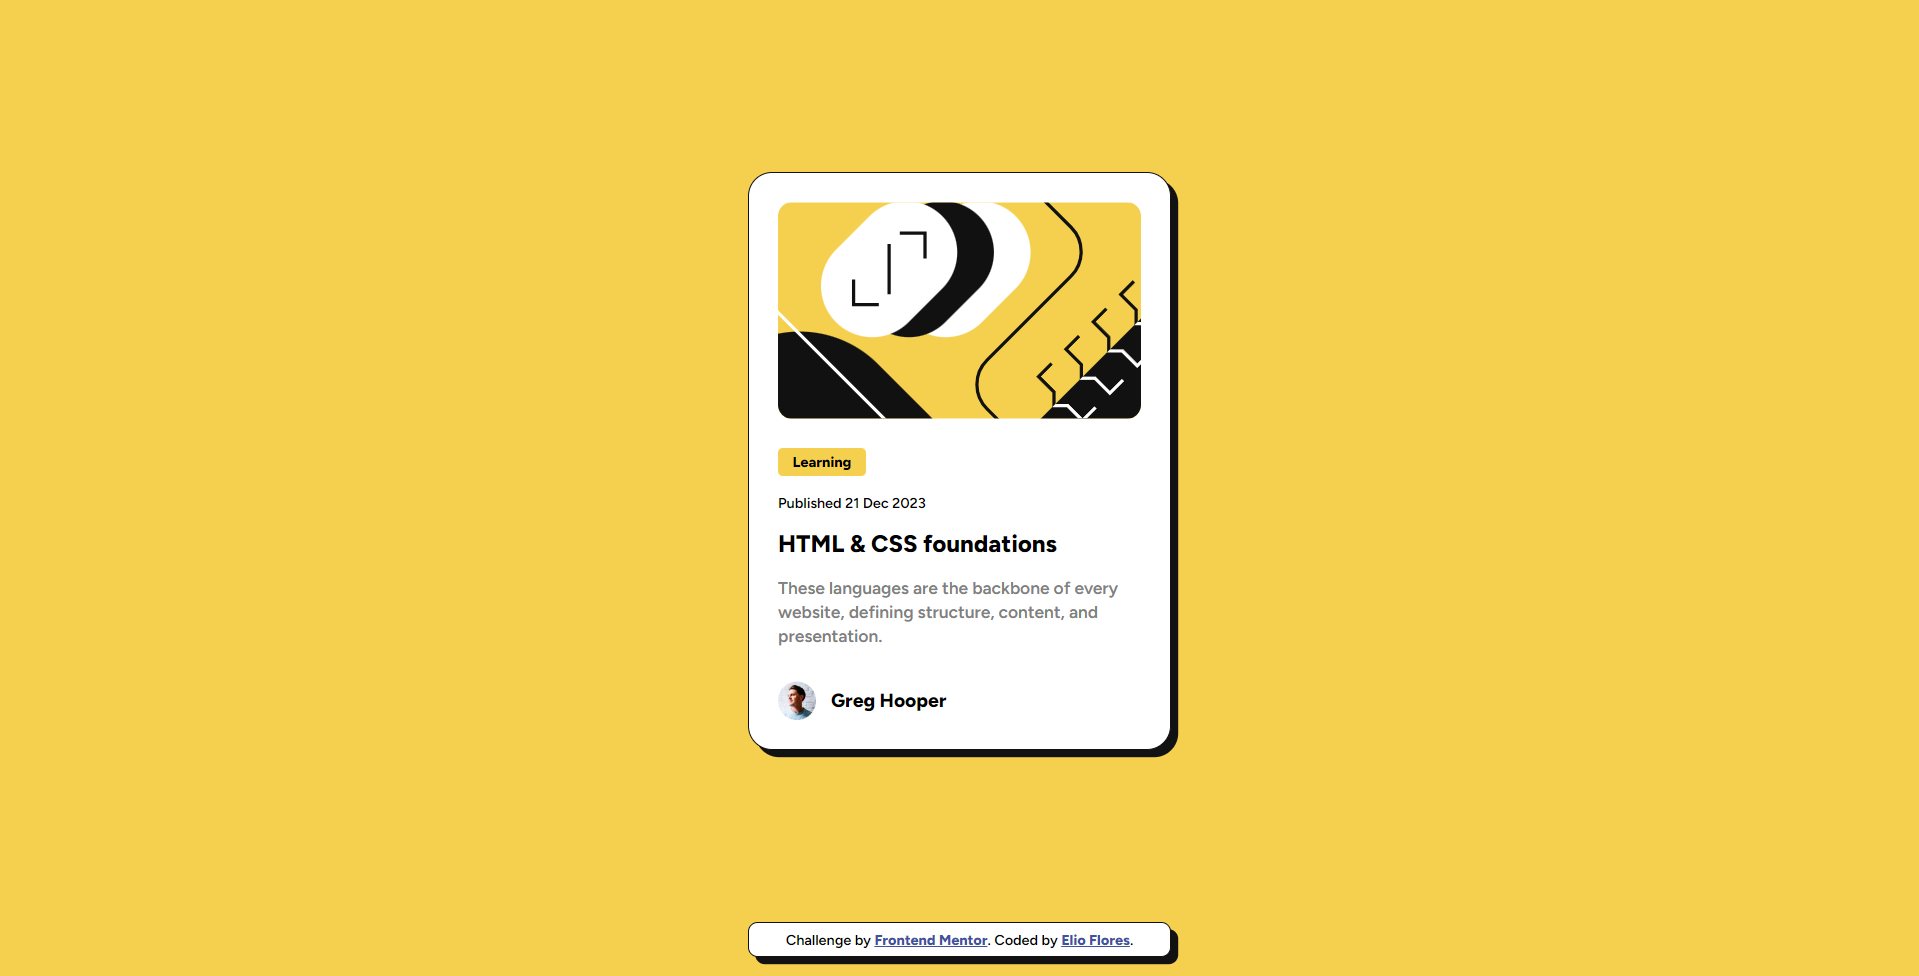 Learning
Published 21 Dec 2023
HTML & CSS foundations
These languages are the backbone of every
website, defining structure, content, and
presentation.
Greg Hooper
Challenge by Frontend Mentor. Coded by Elio Flores.